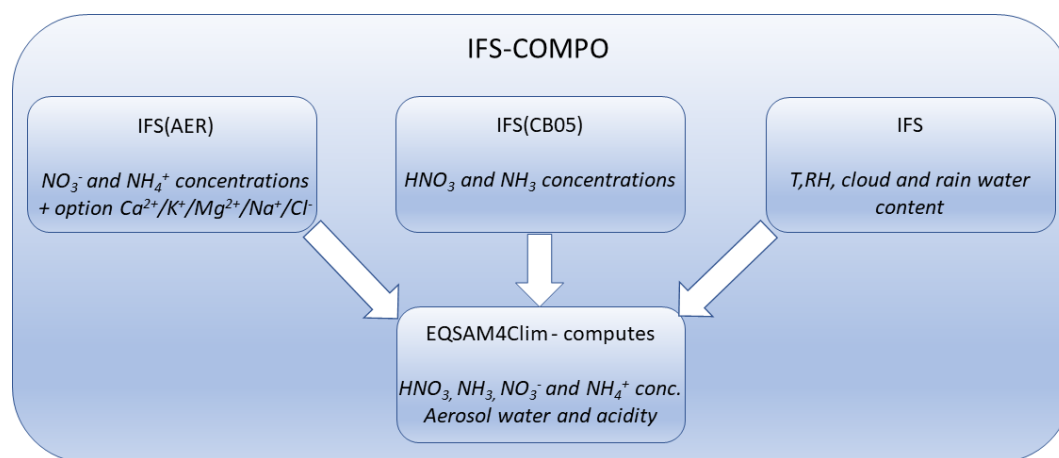 IFS-COMPO
IFS(AER)
NO₃⁻ and NH₄⁺ concentrations
+ option Ca²⁺/K⁺/Mg²⁺/Na⁺/Cl⁻
IFS(CB05)
HNO₃ and NH₃ concentrations
IFS
T,RH, cloud and rain water
content
EQSAM4Clim - computes
HNO₃, NH₃, NO₃⁻ and NH₄⁺ conc.
Aerosol water and acidity